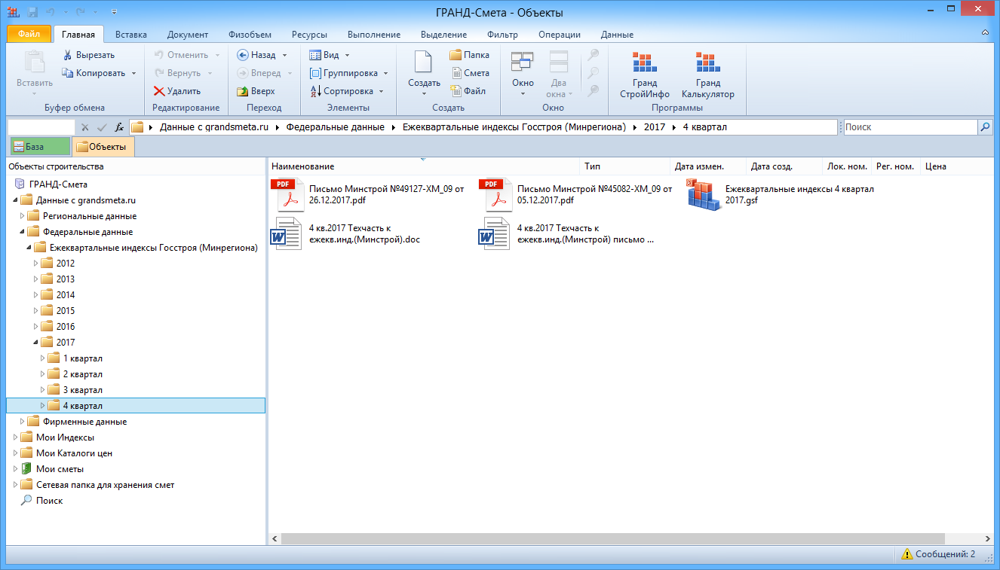 ГРАНД-Смета - Объекты
Файл Главная Вставка Документ Физобъем Ресурсы Выполнение Выделение Фильтр Операции Данные
Вставить
Вырезать
Копировать
Буфер обмена
Отменить
Вернуть
Удалить
Редактирование
Назад
Вперед
Вверх
Переход
Вид
Группировка
Сортировка
Элементы
Создать
Папка
Смета
Файл
Создать
Окно
Два
окна
Окно
Гранд
СтройИнфо
Гранд
Калькулятор
Программы
fx
Данные с grandsmeta.ru Федеральные данные Ежеквартальные индексы Госстроя (Минрегиона) 2017 4 квартал
Поиск
База Объекты
Объекты строительства
ГРАНД-Смета
Данные с grandsmeta.ru
Региональные данные
Федеральные данные
Ежеквартальные индексы Госстроя (Минрегиона)
2012
2013
2014
2015
2016
2017
1 квартал
2 квартал
3 квартал
4 квартал
Фирменные данные
Мои Индексы
Мои Каталоги цен
Мои сметы
Сетевая папка для хранения смет
Поиск
Наименование Тип Дата измен. Дата созд. Лок. ном. Рег. ном. Цена
PDF
Письмо Минстрой №49127-ХМ_09 от
26.12.2017.pdf
PDF
Письмо Минстрой №45082-ХМ_09 от
05.12.2017.pdf
Ежеквартальные индексы 4 квартал
2017.gsf
W
4 кв.2017 Техчасть к
ежекв.инд.(Минстрой).doc
W
4 кв.2017 Техчасть к
ежекв.инд.(Минстрой) письмо ...
Сообщений: 2